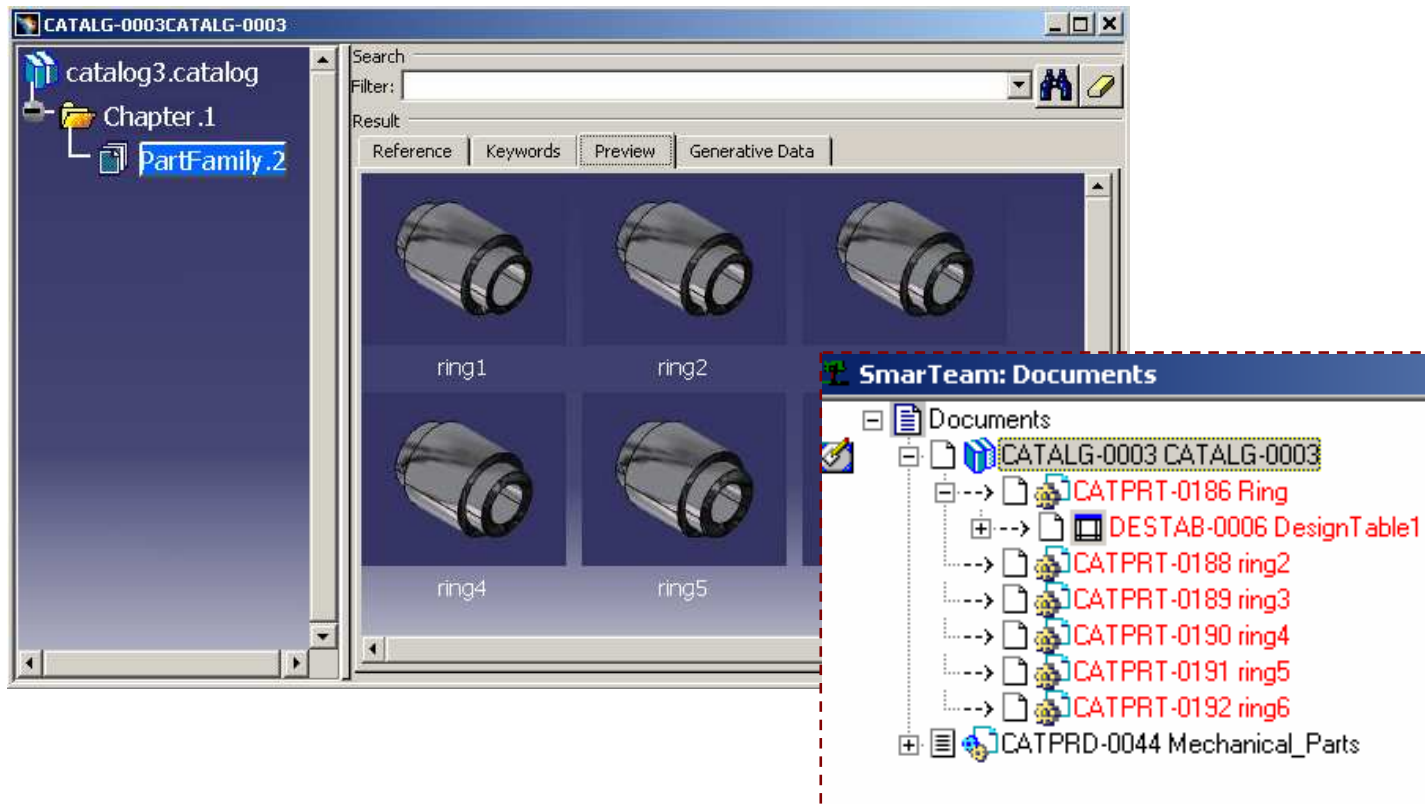 CATALG-0003CATALG-0003
catalog3.catalog
Chapter.1
PartFamily.2
Search
Filter:
Result
Reference Keywords Preview Generative Data
ring1 ring2
ring4 ring5
SmarTeam: Documents
Documents
CATALG-0003 CATALG-0003
CATPRT-0186 Ring
DESTAB-0006 DesignTable1
CATPRT-0188 ring2
CATPRT-0189 ring3
CATPRT-0190 ring4
CATPRT-0191 ring5
CATPRT-0192 ring6
CATPRD-0044 Mechanical_Parts